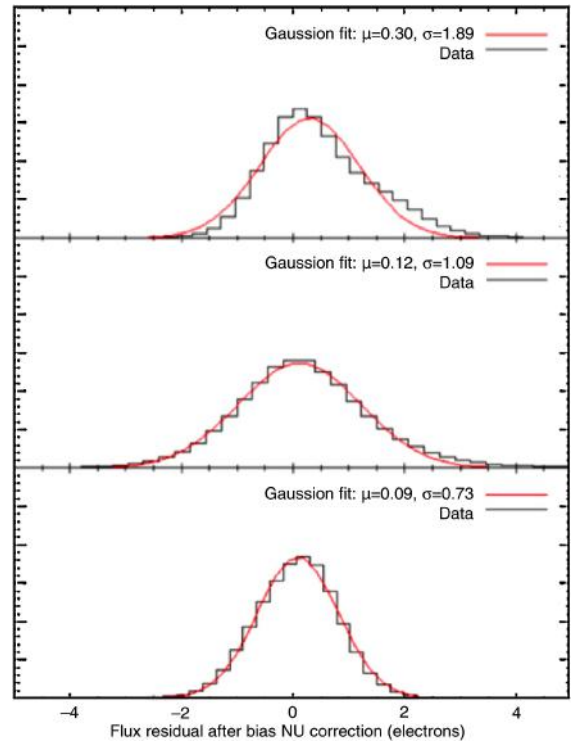 Gaussion fit: μ=0.30, σ=1.89
Data
Gaussion fit: μ=0.12, σ=1.09
Data
Gaussion fit: μ=0.09, σ=0.73
Data
−4 −2 0 2 4
Flux residual after bias NU correction (electrons)